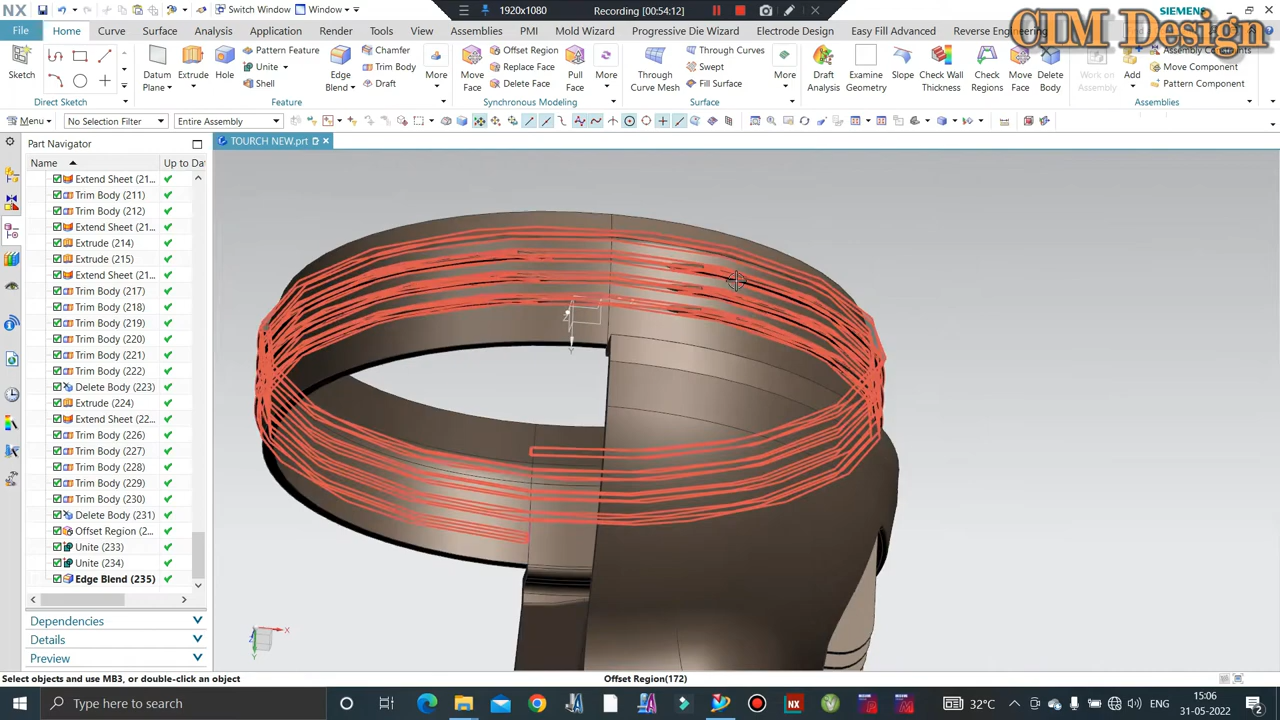 NX
Switch Window
Window
1920x1080
Recording [00:54:12]
SIEMENS
CIM Design
File
Home
Curve
Surface
Analysis
Application
Render
Tools
Assemblies
PMI
Mold Wizard
Progressive Die Wizard
Electrode Design
Easy Fill Advanced
Reverse Engineering
Sketch
Direct Sketch
Datum Plane
Extrude
Hole
Pattern Feature
Unite
Shell
Edge Blend
Chamfer
Trim Body
Draft
More
Feature
Move Face
Offset Region
Replace Face
Delete Face
Pull Face
More
Synchronous Modeling
Through Curve Mesh
Through Curves
Swept
Fill Surface
More
Surface
Draft Analysis
Examine Geometry
Slope
Check Wall Thickness
Check Regions
Move Face
Delete Body
Work on Assembly
Add
Assembly Constraints
Move Component
Pattern Component
Assemblies
Menu
No Selection Filter
Entire Assembly
Part Navigator
TOURCH NEW.prt
Name
Up to Da
Extend Sheet (21...
Trim Body (211)
Trim Body (212)
Extend Sheet (21...
Extrude (214)
Extrude (215)
Extend Sheet (21...
Trim Body (217)
Trim Body (218)
Trim Body (219)
Trim Body (220)
Trim Body (221)
Trim Body (222)
Delete Body (223)
Extrude (224)
Extend Sheet (22...
Trim Body (226)
Trim Body (227)
Trim Body (228)
Trim Body (229)
Trim Body (230)
Delete Body (231)
Offset Region (2...
Unite (233)
Unite (234)
Edge Blend (235)
Dependencies
Details
Preview
Z
Y
X
Z
Y
Select objects and use MB3, or double-click an object
Offset Region(172)
Type here to search
NX
32°C
ENG
15:06
31-05-2022
2